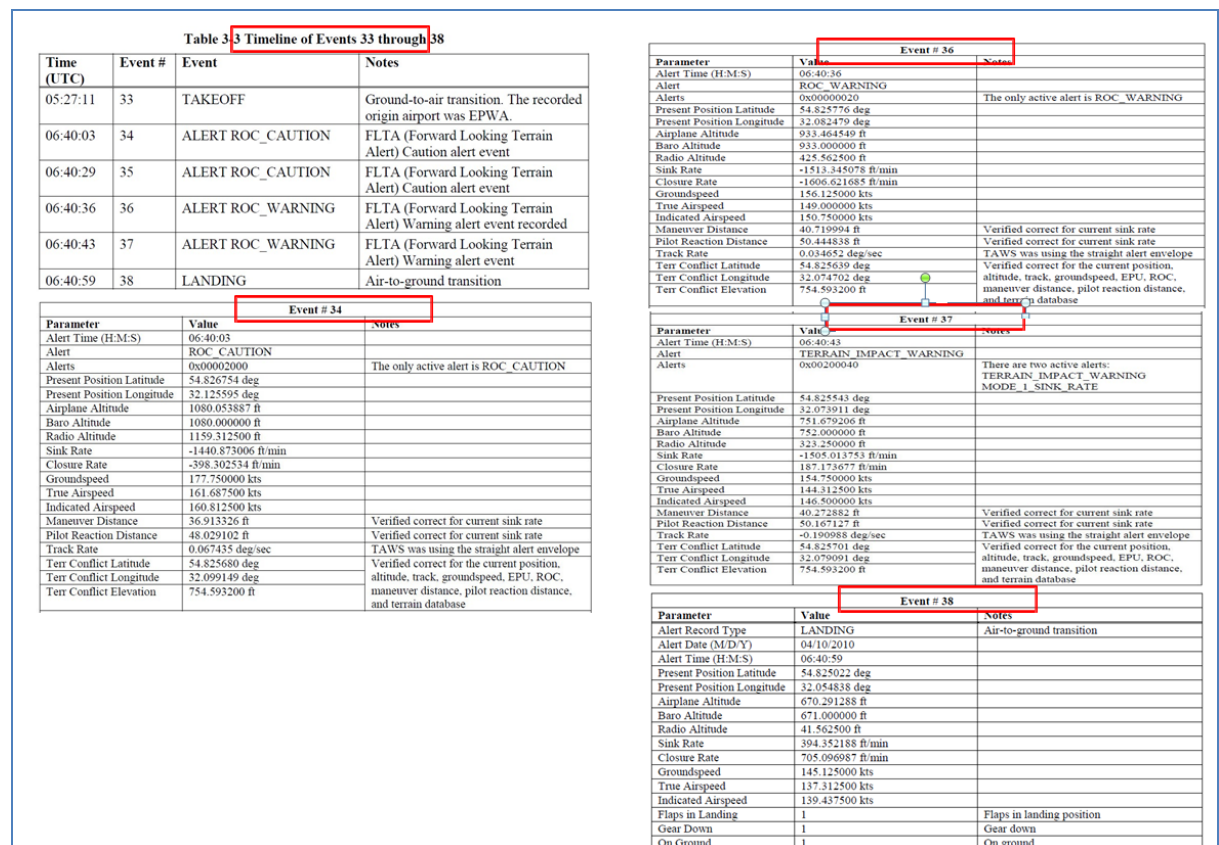 Table 3-3 Timeline of Events 33 through 38
Time (UTC) Event # Event Notes
05:27:11 33 TAKEOFF Ground-to-air transition. The recorded origin airport was EPWA.
06:40:03 34 ALERT ROC_CAUTION FLTA (Forward Looking Terrain Alert) Caution alert event
06:40:29 35 ALERT ROC_CAUTION FLTA (Forward Looking Terrain Alert) Caution alert event
06:40:36 36 ALERT ROC_WARNING FLTA (Forward Looking Terrain Alert) Warning alert event recorded
06:40:43 37 ALERT ROC_WARNING FLTA (Forward Looking Terrain Alert) Warning alert event
06:40:59 38 LANDING Air-to-ground transition
Event # 34
Parameter Value Notes
Alert Time (H:M:S) 06:40:03
Alert ROC_CAUTION
Alerts 0x00002000 The only active alert is ROC_CAUTION
Present Position Latitude 54.826754 deg
Present Position Longitude 32.125595 deg
Airplane Altitude 1080.053887 ft
Baro Altitude 1080.000000 ft
Radio Altitude 1159.312500 ft
Sink Rate -1440.873006 ft/min
Closure Rate -398.302534 ft/min
Groundspeed 177.750000 kts
True Airspeed 161.687500 kts
Indicated Airspeed 160.812500 kts
Maneuver Distance 36.913326 ft Verified correct for current sink rate
Pilot Reaction Distance 48.029102 ft Verified correct for current sink rate
Track Rate 0.067435 deg/sec TAWS was using the straight alert envelope
Terr Conflict Latitude 54.825680 deg Verified correct for the current position,
Terr Conflict Longitude 32.099149 deg altitude, track, groundspeed, EPU, ROC,
Terr Conflict Elevation 754.593200 ft maneuver distance, pilot reaction distance,
and terrain database
Event # 36
Parameter Value Notes
Alert Time (H:M:S) 06:40:36
Alert ROC_WARNING
Alerts 0x00000020 The only active alert is ROC_WARNING
Present Position Latitude 54.825776 deg
Present Position Longitude 32.082479 deg
Airplane Altitude 933.464549 ft
Baro Altitude 933.000000 ft
Radio Altitude 425.562500 ft
Sink Rate -1513.345078 ft/min
Closure Rate -1606.621685 ft/min
Groundspeed 156.125000 kts
True Airspeed 149.000000 kts
Indicated Airspeed 150.750000 kts
Maneuver Distance 40.719994 ft Verified correct for current sink rate
Pilot Reaction Distance 50.444838 ft Verified correct for current sink rate
Track Rate 0.034652 deg/sec TAWS was using the straight alert envelope
Terr Conflict Latitude 54.825639 deg Verified correct for the current position,
Terr Conflict Longitude 32.074702 deg altitude, track, groundspeed, EPU, ROC,
Terr Conflict Elevation 754.593200 ft maneuver distance, pilot reaction distance,
and terrain database
Event # 37
Parameter Value Notes
Alert Time (H:M:S) 06:40:43
Alert TERRAIN_IMPACT_WARNING
Alerts 0x00200040 There are two active alerts:
TERRAIN_IMPACT_WARNING
MODE_1_SINK_RATE
Present Position Latitude 54.825543 deg
Present Position Longitude 32.073911 deg
Airplane Altitude 751.679206 ft
Baro Altitude 752.000000 ft
Radio Altitude 323.250000 ft
Sink Rate -1505.013753 ft/min
Closure Rate 187.173677 ft/min
Groundspeed 154.750000 kts
True Airspeed 144.312500 kts
Indicated Airspeed 146.500000 kts
Maneuver Distance 40.272882 ft Verified correct for current sink rate
Pilot Reaction Distance 50.167127 ft Verified correct for current sink rate
Track Rate -0.190988 deg/sec TAWS was using the straight alert envelope
Terr Conflict Latitude 54.825701 deg Verified correct for the current position,
Terr Conflict Longitude 32.079091 deg altitude, track, groundspeed, EPU, ROC,
Terr Conflict Elevation 754.593200 ft maneuver distance, pilot reaction distance,
and terrain database
Event # 38
Parameter Value Notes
Alert Record Type LANDING Air-to-ground transition
Alert Date (M/D/Y) 04/10/2010
Alert Time (H:M:S) 06:40:59
Present Position Latitude 54.825022 deg
Present Position Longitude 32.054838 deg
Airplane Altitude 670.291288 ft
Baro Altitude 671.000000 ft
Radio Altitude 41.562500 ft
Sink Rate 394.352188 ft/min
Closure Rate 705.096987 ft/min
Groundspeed 145.125000 kts
True Airspeed 137.312500 kts
Indicated Airspeed 139.437500 kts
Flaps in Landing 1 Flaps in landing position
Gear Down 1 Gear down
On Ground 1 On ground